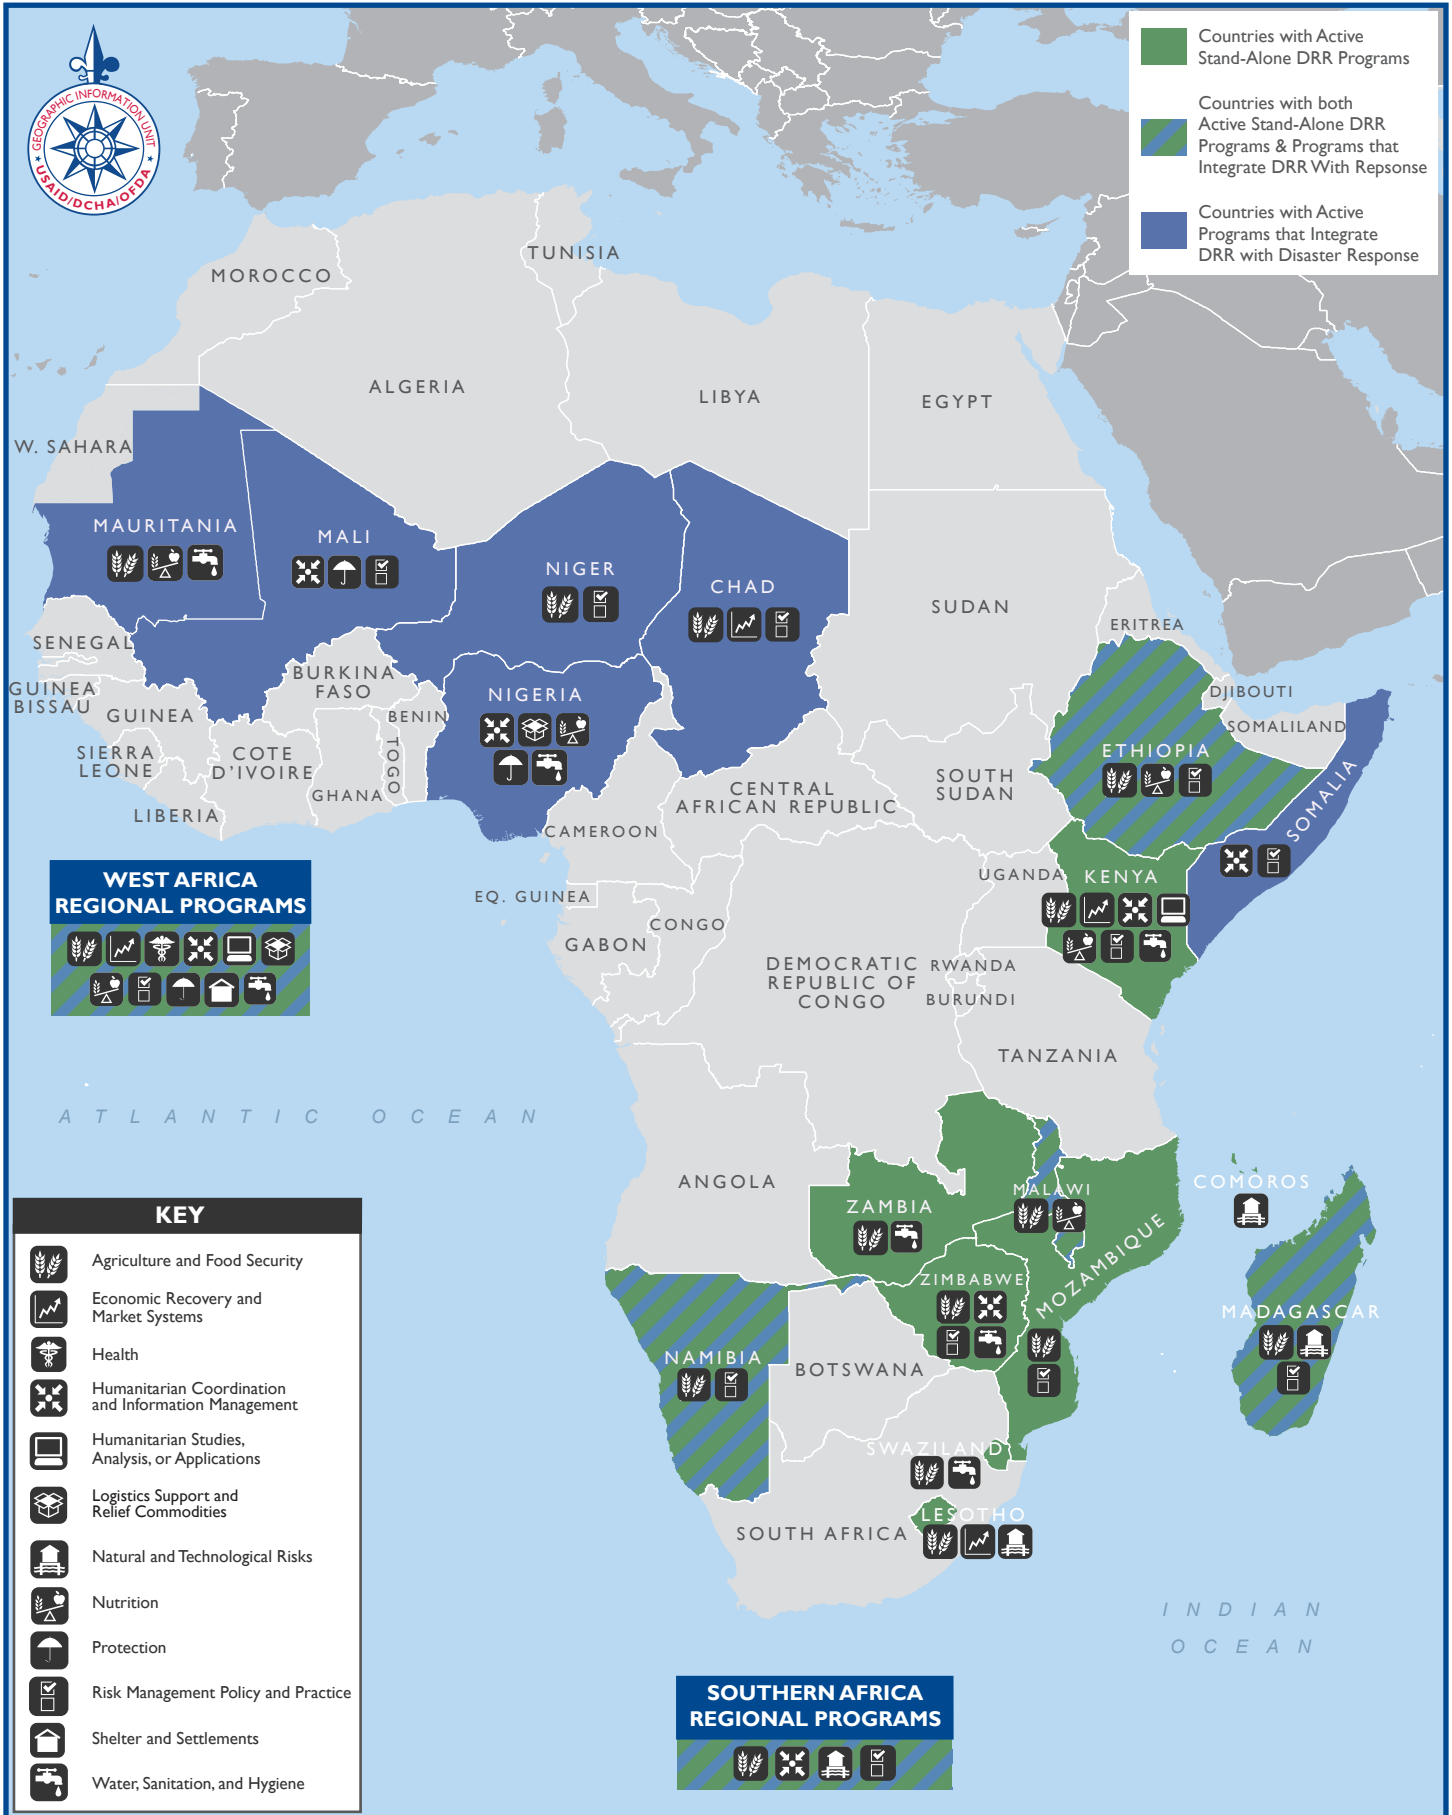 GEOGRAPHIC INFORMATION UNIT
USAID/DCHA/OFDA
Countries with Active
Stand-Alone DRR Programs
Countries with both
Active Stand-Alone DRR
Programs & Programs that
Integrate DRR With Repsonse
Countries with Active
Programs that Integrate
DRR with Disaster Response
TUNISIA
MOROCCO
ALGERIA
LIBYA
EGYPT
W. SAHARA
MAURITANIA
MALI
NIGER
CHAD
SUDAN
ERITREA
SENEGAL
BURKINA
FASO
GUINEA
BISSAU
GUINEA
NIGERIA
BENIN
TOGO
DJIBOUTI
SOMALILAND
SIERRA
LEONE
COTE
D'IVOIRE
GHANA
LIBERIA
ETHIOPIA
SOMALIA
SOUTH
SUDAN
CENTRAL
AFRICAN REPUBLIC
CAMEROON
UGANDA
KENYA
EQ. GUINEA
CONGO
GABON
DEMOCRATIC
REPUBLIC OF
CONGO
RWANDA
BURUNDI
TANZANIA
WEST AFRICA
REGIONAL PROGRAMS
ATLANTIC OCEAN
ANGOLA
ZAMBIA
MALAWI
COMOROS
MOZAMBIQUE
ZIMBABWE
MADAGASCAR
NAMIBIA
BOTSWANA
SWAZILAND
LESOTHO
SOUTH AFRICA
INDIAN
OCEAN
SOUTHERN AFRICA
REGIONAL PROGRAMS
KEY
Agriculture and Food Security
Economic Recovery and
Market Systems
Health
Humanitarian Coordination
and Information Management
Humanitarian Studies,
Analysis, or Applications
Logistics Support and
Relief Commodities
Natural and Technological Risks
Nutrition
Protection
Risk Management Policy and Practice
Shelter and Settlements
Water, Sanitation, and Hygiene